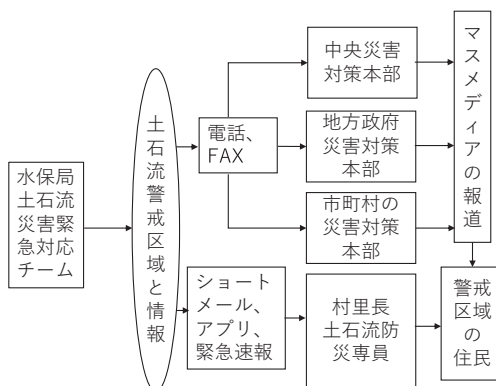 水保局
土石流
災害緊
急対応
チーム
土石流警戒区域と情報
電話、
FAX
ショート
メール、
アプリ、
緊急速報
中央災害
対策本部
地方政府
災害対策
本部
市町村の
災害対策
本部
村里長
土石流防
災専員
マスメディアの報道
警戒
区域
の
住民